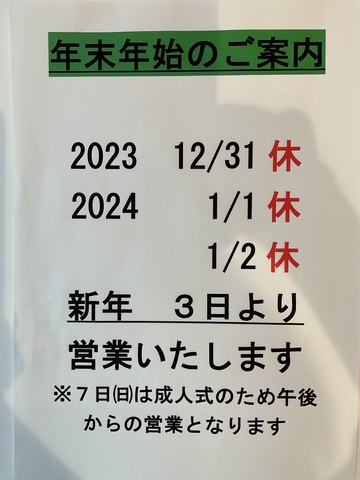 年末年始のご案内
2023 12/31 休
2024 1/1 休
1/2 休
新年 3日より
営業いたします
※7日㈰は成人式のため午後
からの営業となります